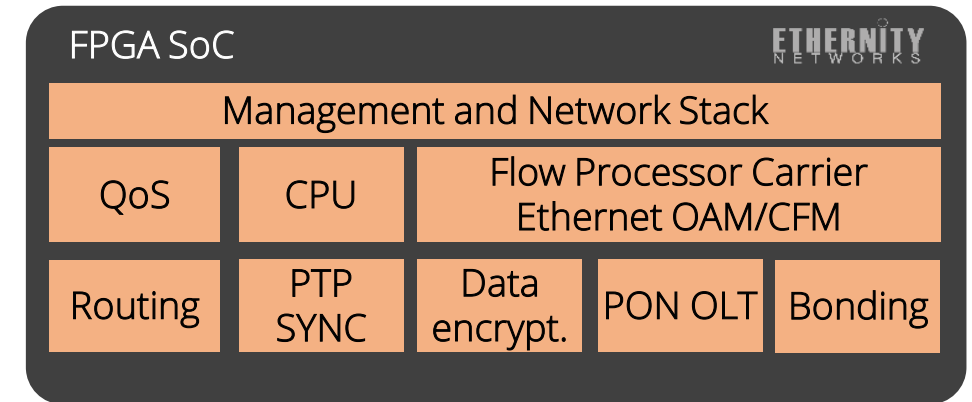 FPGA SoC
ETHERNITY
NETWORKS
Management and Network Stack
QoS
CPU
Flow Processor Carrier
Ethernet OAM/CFM
Routing
PTP
SYNC
Data
encrypt.
PON OLT
Bonding